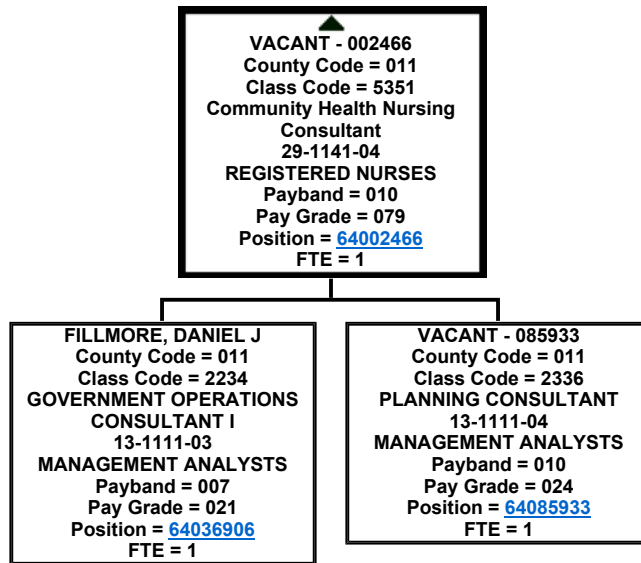 VACANT - 002466
County Code = 011
Class Code = 5351
Community Health Nursing
Consultant
29-1141-04
REGISTERED NURSES
Payband = 010
Pay Grade = 079
Position = 64002466
FTE = 1
FILLMORE, DANIEL J
County Code = 011
Class Code = 2234
GOVERNMENT OPERATIONS
CONSULTANT I
13-1111-03
MANAGEMENT ANALYSTS
Payband = 007
Pay Grade = 021
Position = 64036906
FTE = 1
VACANT - 085933
County Code = 011
Class Code = 2336
PLANNING CONSULTANT
13-1111-04
MANAGEMENT ANALYSTS
Payband = 010
Pay Grade = 024
Position = 64085933
FTE = 1